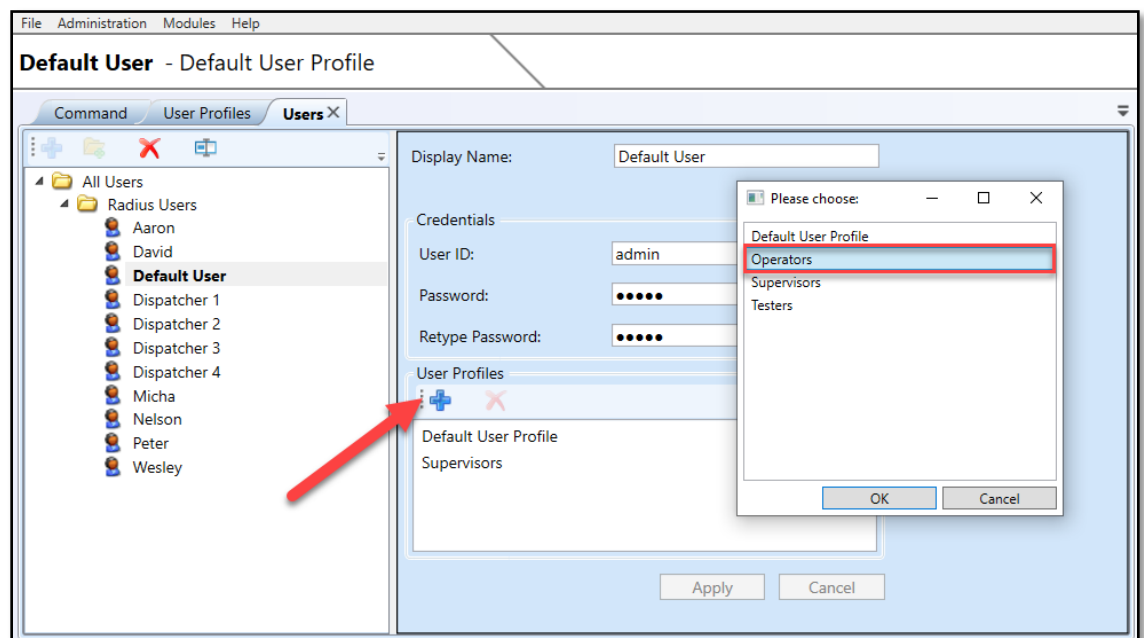 File Administration Modules Help
Default User - Default User Profile
Command User Profiles Users
All Users
Radius Users
Aaron
David
Default User
Dispatcher 1
Dispatcher 2
Dispatcher 3
Dispatcher 4
Micha
Nelson
Peter
Wesley
Display Name: Default User
Credentials
User ID: admin
Password: •••••
Retype Password: •••••
User Profiles
Default User Profile
Supervisors
Apply Cancel
Please choose:
Default User Profile
Operators
Supervisors
Testers
OK Cancel